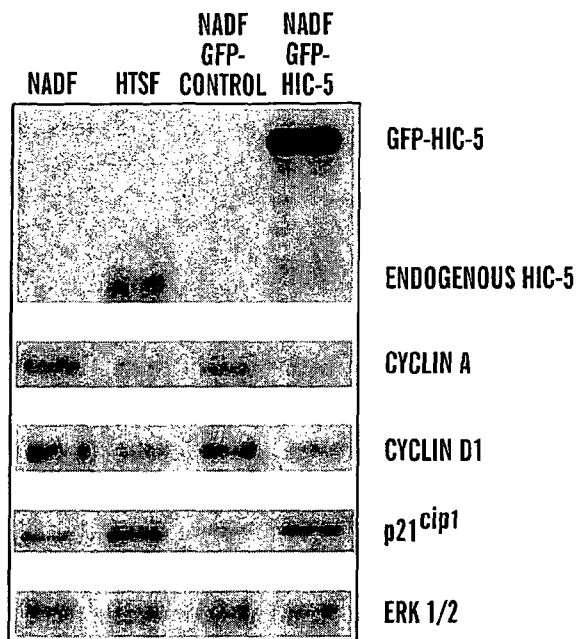 NADF
HTSF
NADF
GFP-
CONTROL
NADF
GFP-
HIC-5
GFP-HIC-5
ENDOGENOUS HIC-5
CYCLIN A
CYCLIN D1
p21cip1
ERK 1/2